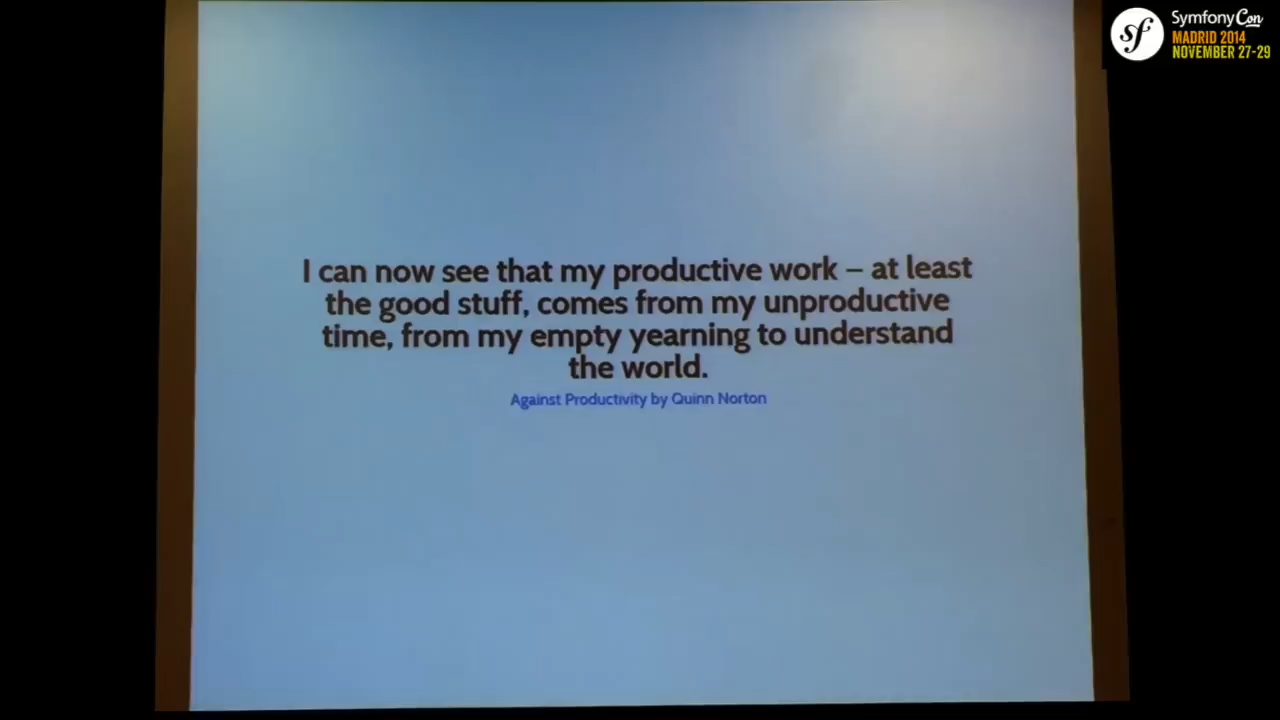 SymfonyCon
MADRID 2014
NOVEMBER 27-29
sf
I can now see that my productive work – at least
the good stuff, comes from my unproductive
time, from my empty yearning to understand
the world.
Against Productivity by Quinn Norton